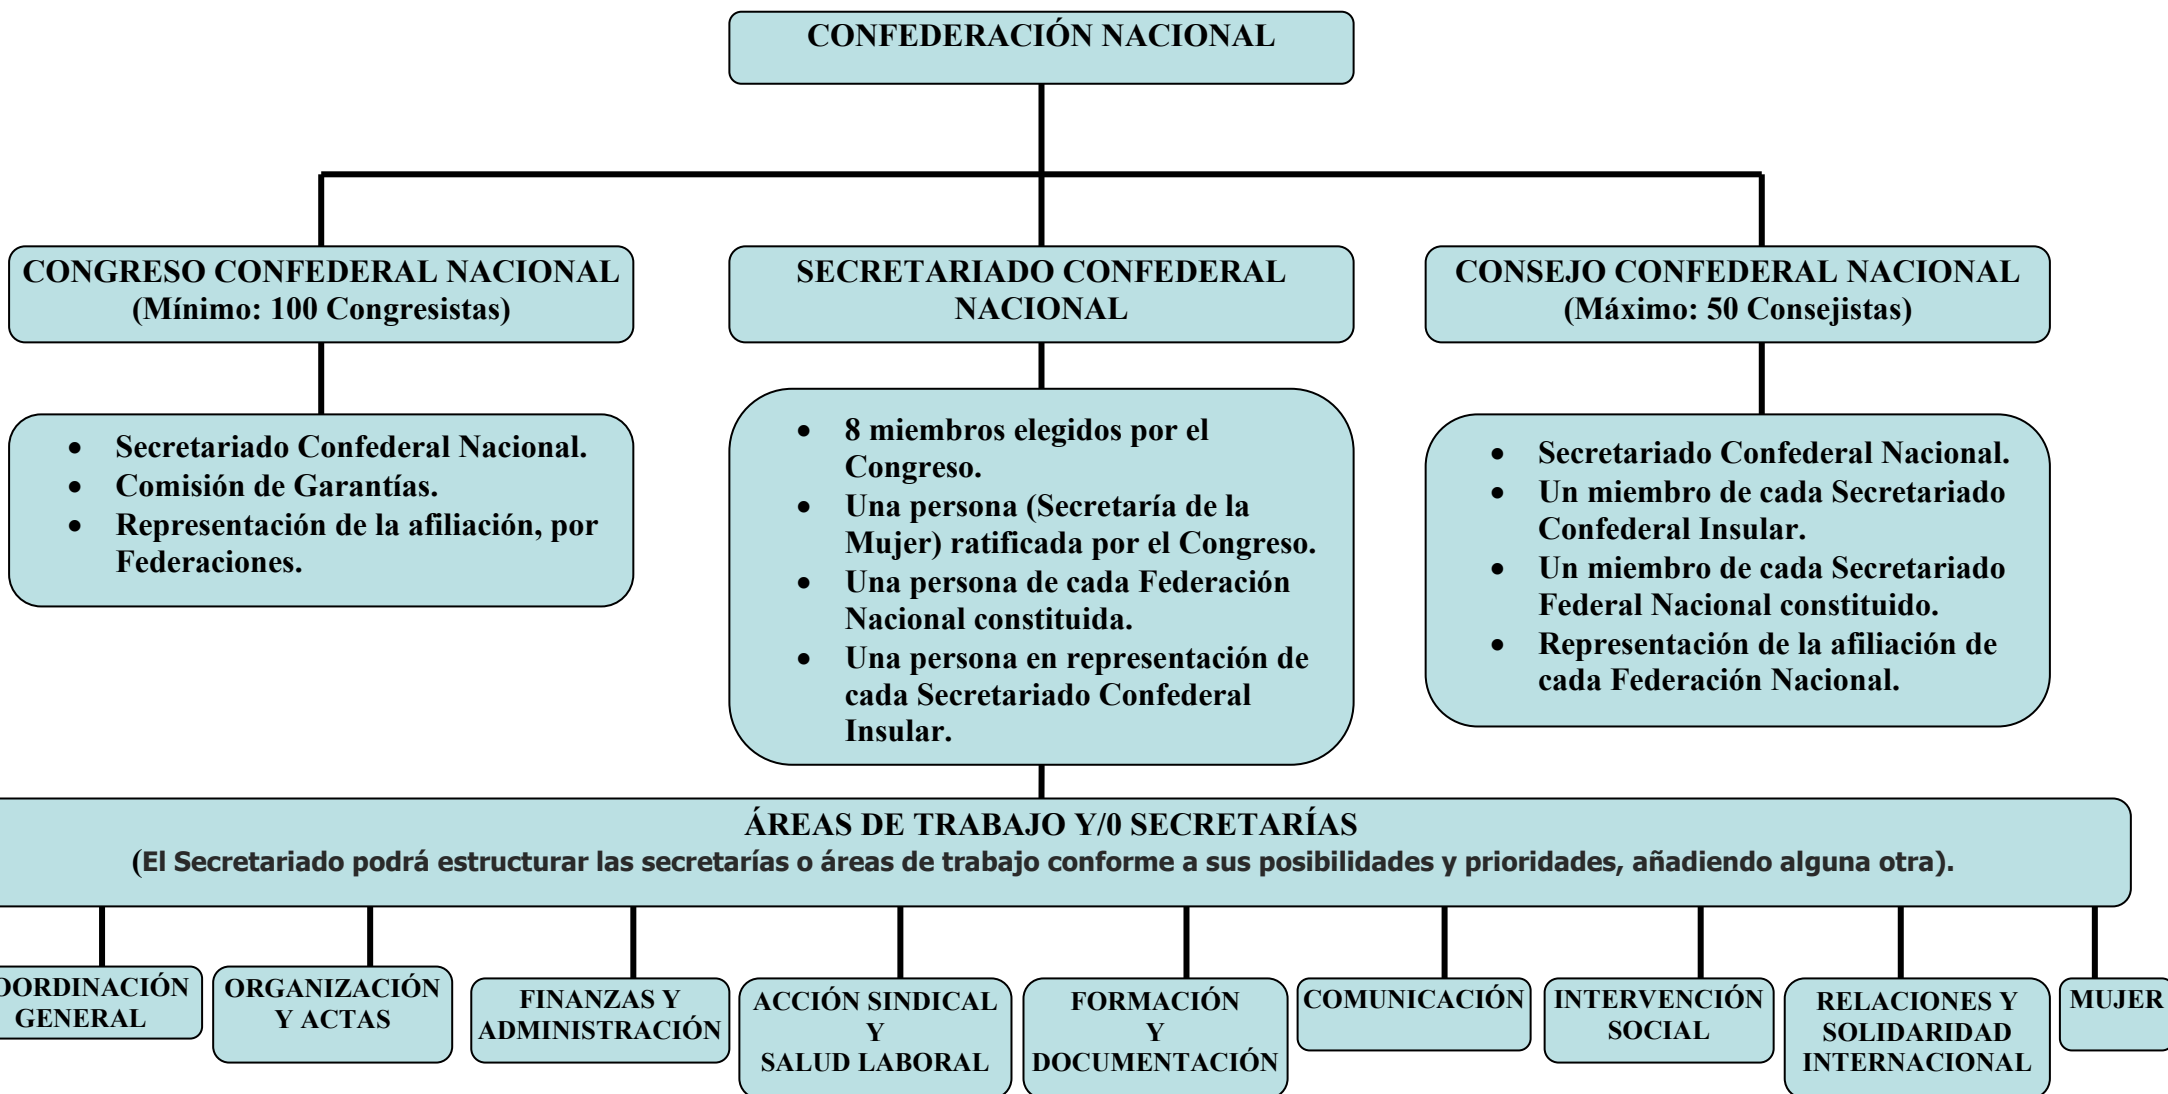 CONFEDERACIÓN NACIONAL
CONGRESO CONFEDERAL NACIONAL
(Mínimo: 100 Congresistas)
SECRETARIADO CONFEDERAL
NACIONAL
CONSEJO CONFEDERAL NACIONAL
(Máximo: 50 Consejistas)
• Secretariado Confederal Nacional.
• Comisión de Garantías.
• Representación de la afiliación, por
Federaciones.
• 8 miembros elegidos por el
Congreso.
• Una persona (Secretaría de la
Mujer) ratificada por el Congreso.
• Una persona de cada Federación
Nacional constituida.
• Una persona en representación de
cada Secretariado Confederal
Insular.
• Secretariado Confederal Nacional.
• Un miembro de cada Secretariado
Confederal Insular.
• Un miembro de cada Secretariado
Federal Nacional constituido.
• Representación de la afiliación de
cada Federación Nacional.
ÁREAS DE TRABAJO Y/0 SECRETARÍAS
(El Secretariado podrá estructurar las secretarías o áreas de trabajo conforme a sus posibilidades y prioridades, añadiendo alguna otra).
OORDINACIÓN
GENERAL
ORGANIZACIÓN
Y ACTAS
FINANZAS Y
ADMINISTRACIÓN
ACCIÓN SINDICAL
Y
SALUD LABORAL
FORMACIÓN
Y
DOCUMENTACIÓN
COMUNICACIÓN
INTERVENCIÓN
SOCIAL
RELACIONES Y
SOLIDARIDAD
INTERNACIONAL
MUJER